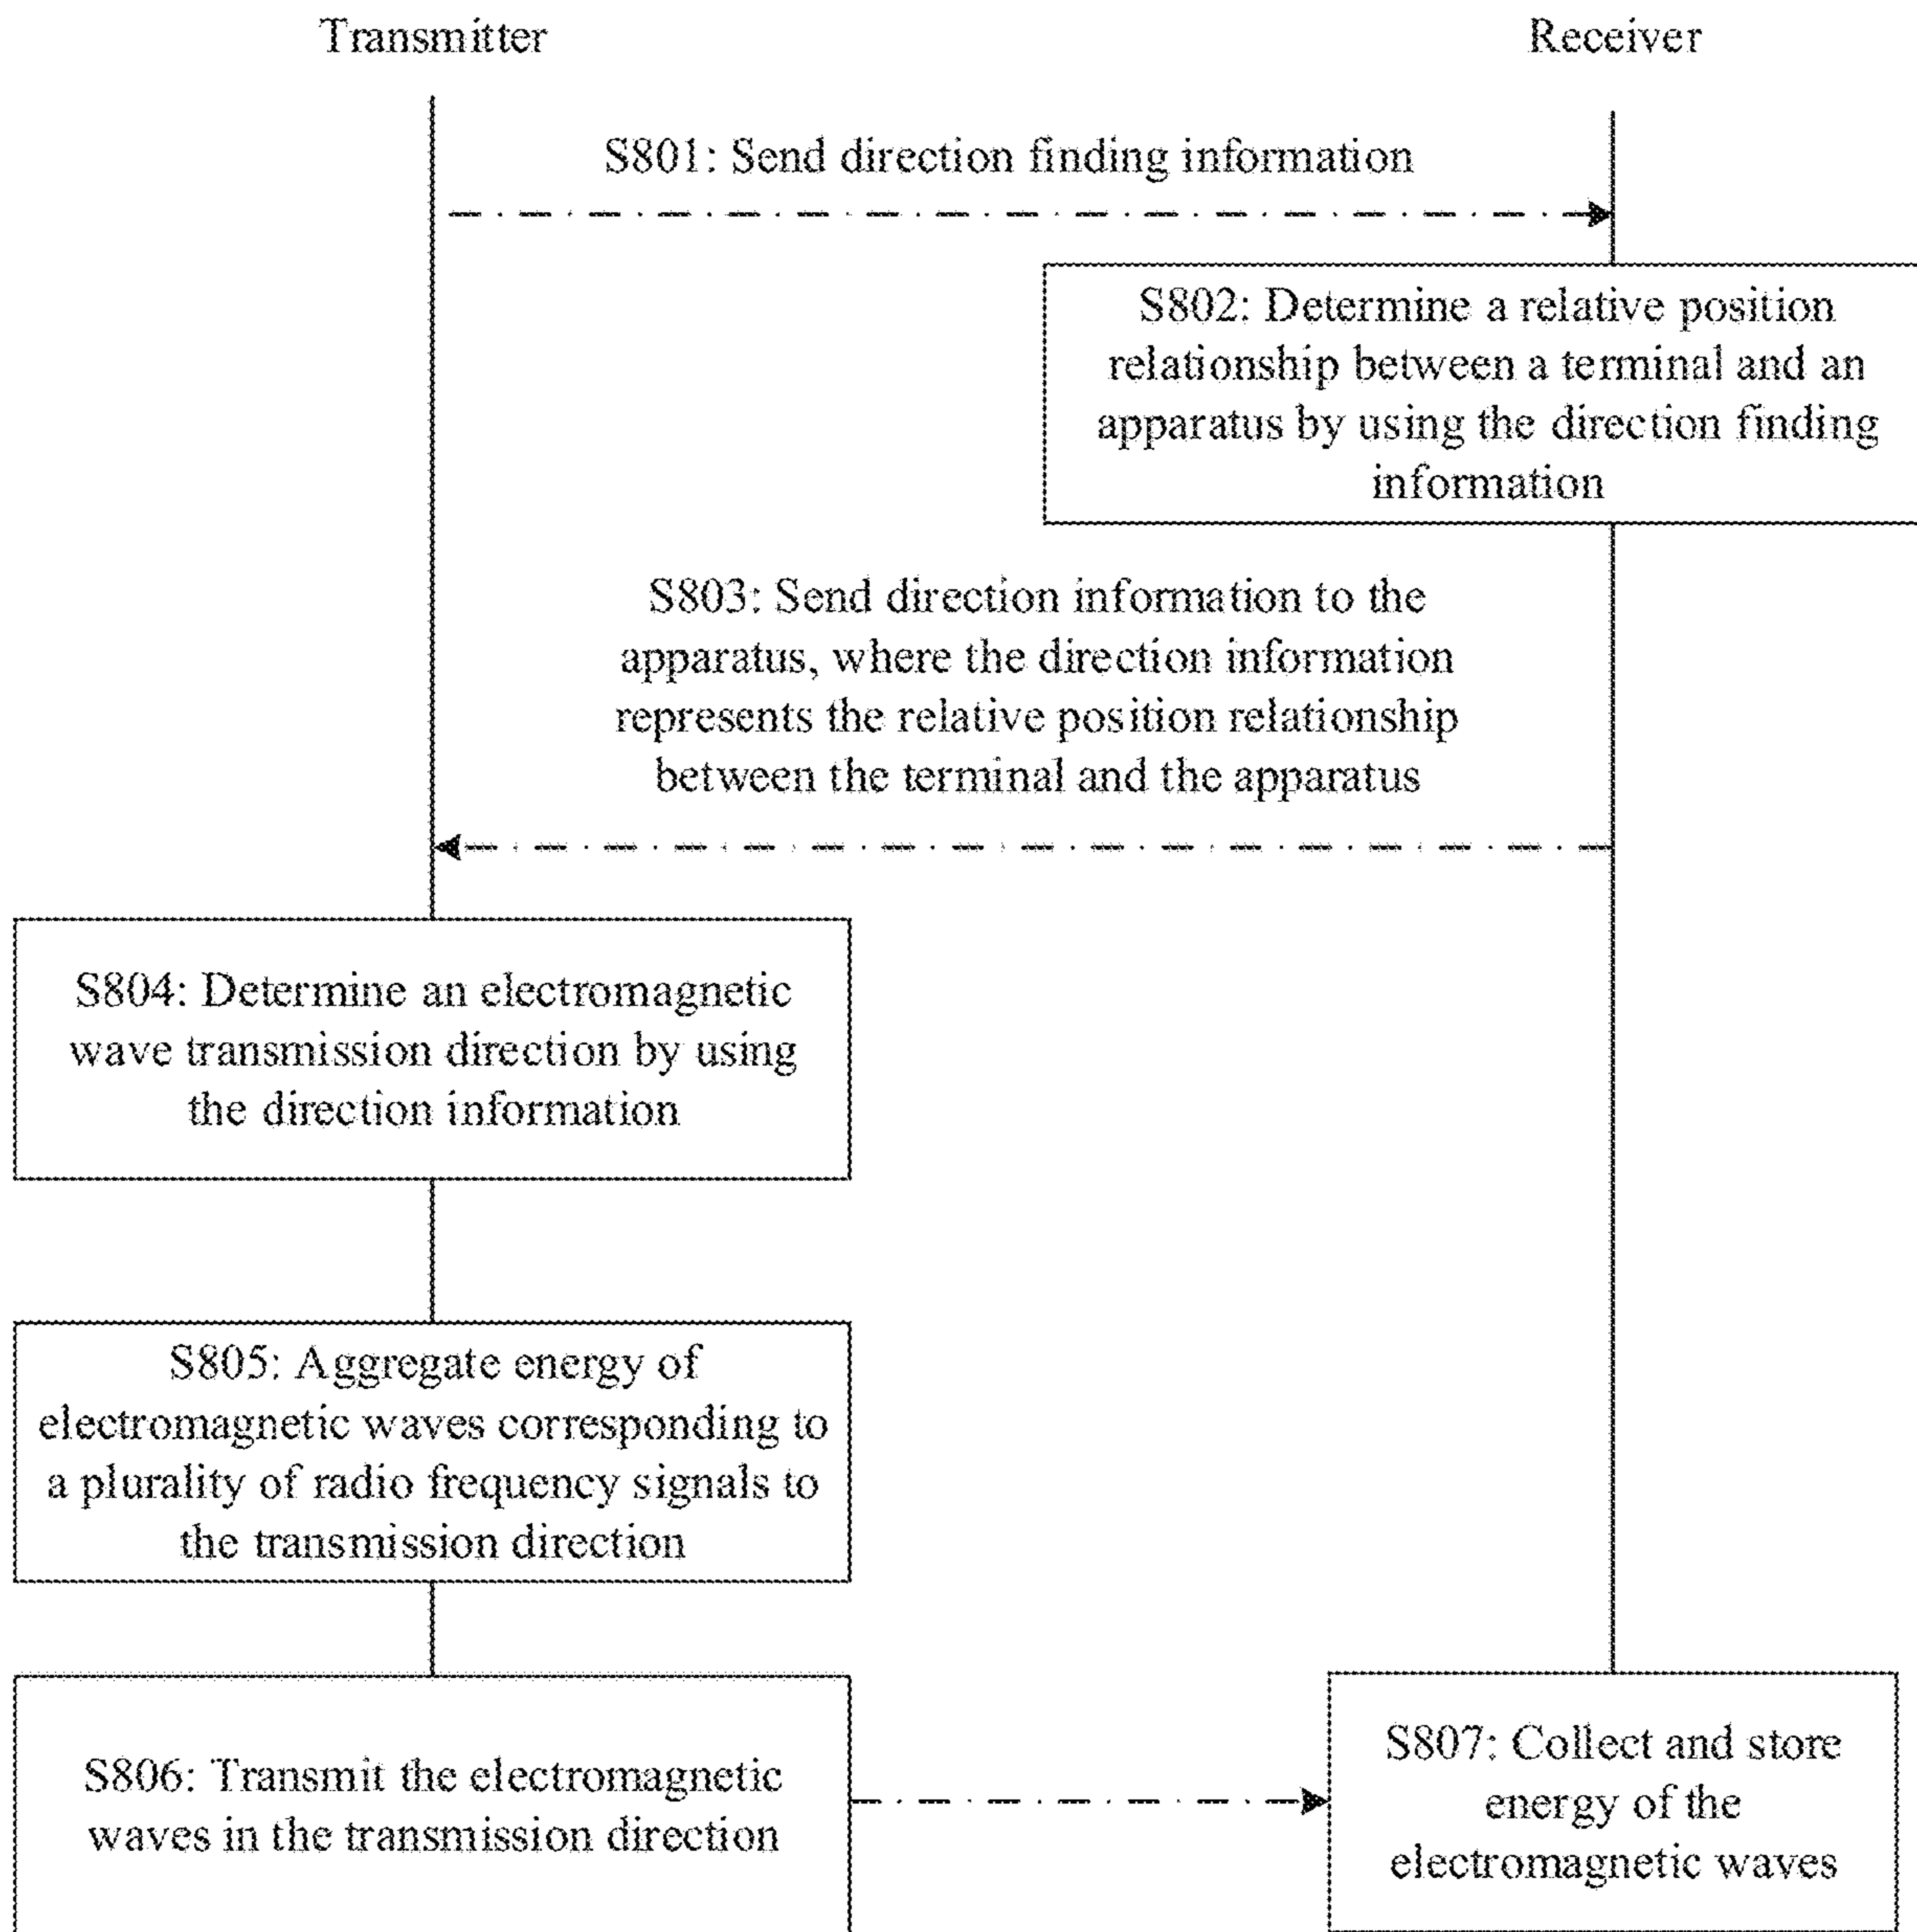 Transmitter
Receiver
S801: Send direction finding information
S802: Determine a relative position
relationship between a terminal and an
apparatus by using the direction finding
information
S803: Send direction information to the
apparatus, where the direction information
represents the relative position relationship
between the terminal and the apparatus
S804: Determine an electromagnetic
wave transmission direction by using
the direction information
S805: Aggregate energy of
electromagnetic waves corresponding to
a plurality of radio frequency signals to
the transmission direction
S806: Transmit the electromagnetic
waves in the transmission direction
S807: Collect and store
energy of the
electromagnetic waves